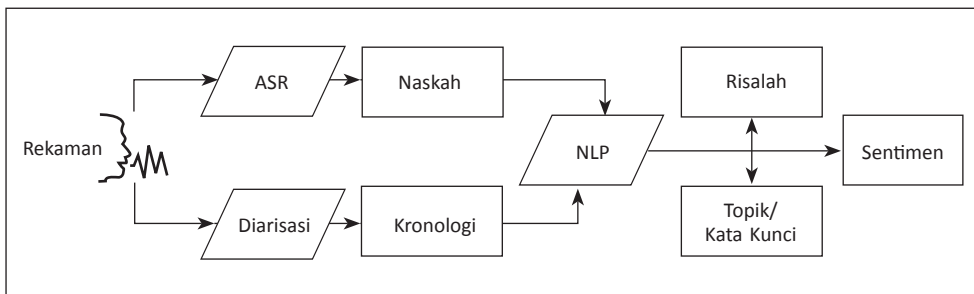 ASR
Naskah
Risalah
Rekaman
NLP
Sentimen
Diarisasi
Kronologi
Topik/
Kata Kunci